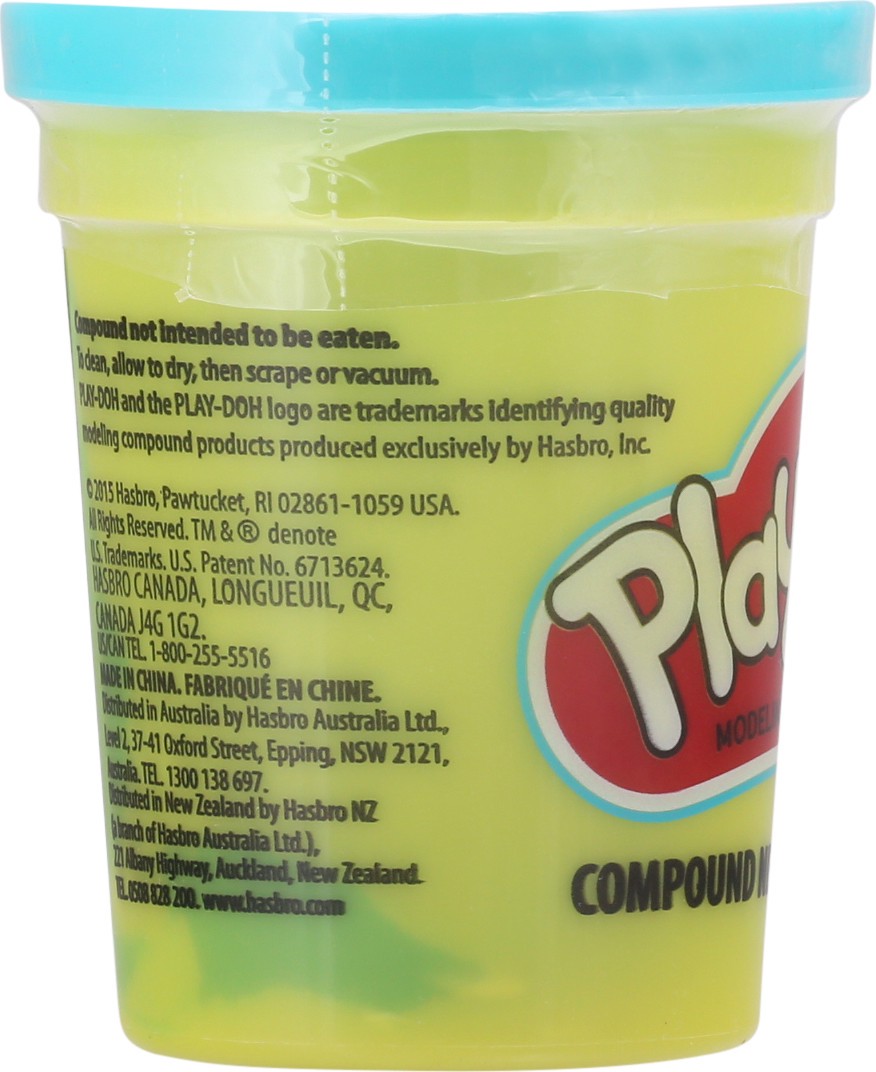 Compound not intended to be eaten.
To clean, allow to dry, then scrape or vacuum.
PLAY-DOH and the PLAY-DOH logo are trademarks identifying quality
modeling compound products produced exclusively by Hasbro, Inc.
© 2015 Hasbro, Pawtucket, RI 02861-1059 USA.
All Rights Reserved. TM & ® denote
U.S. Trademarks. U.S. Patent No. 6713624.
HASBRO CANADA, LONGUEUIL, QC,
CANADA J4G 1G2.
US/CAN TEL. 1-800-255-5516
MADE IN CHINA. FABRIQUÉ EN CHINE.
Distributed in Australia by Hasbro Australia Ltd.,
Level 2, 37-41 Oxford Street, Epping, NSW 2121,
Australia. TEL. 1300 138 697.
Distributed in New Zealand by Hasbro NZ
(a branch of Hasbro Australia Ltd.),
221 Albany Highway, Auckland, New Zealand.
TEL. 0508 828 200. www.hasbro.com
Play
COMPOUND